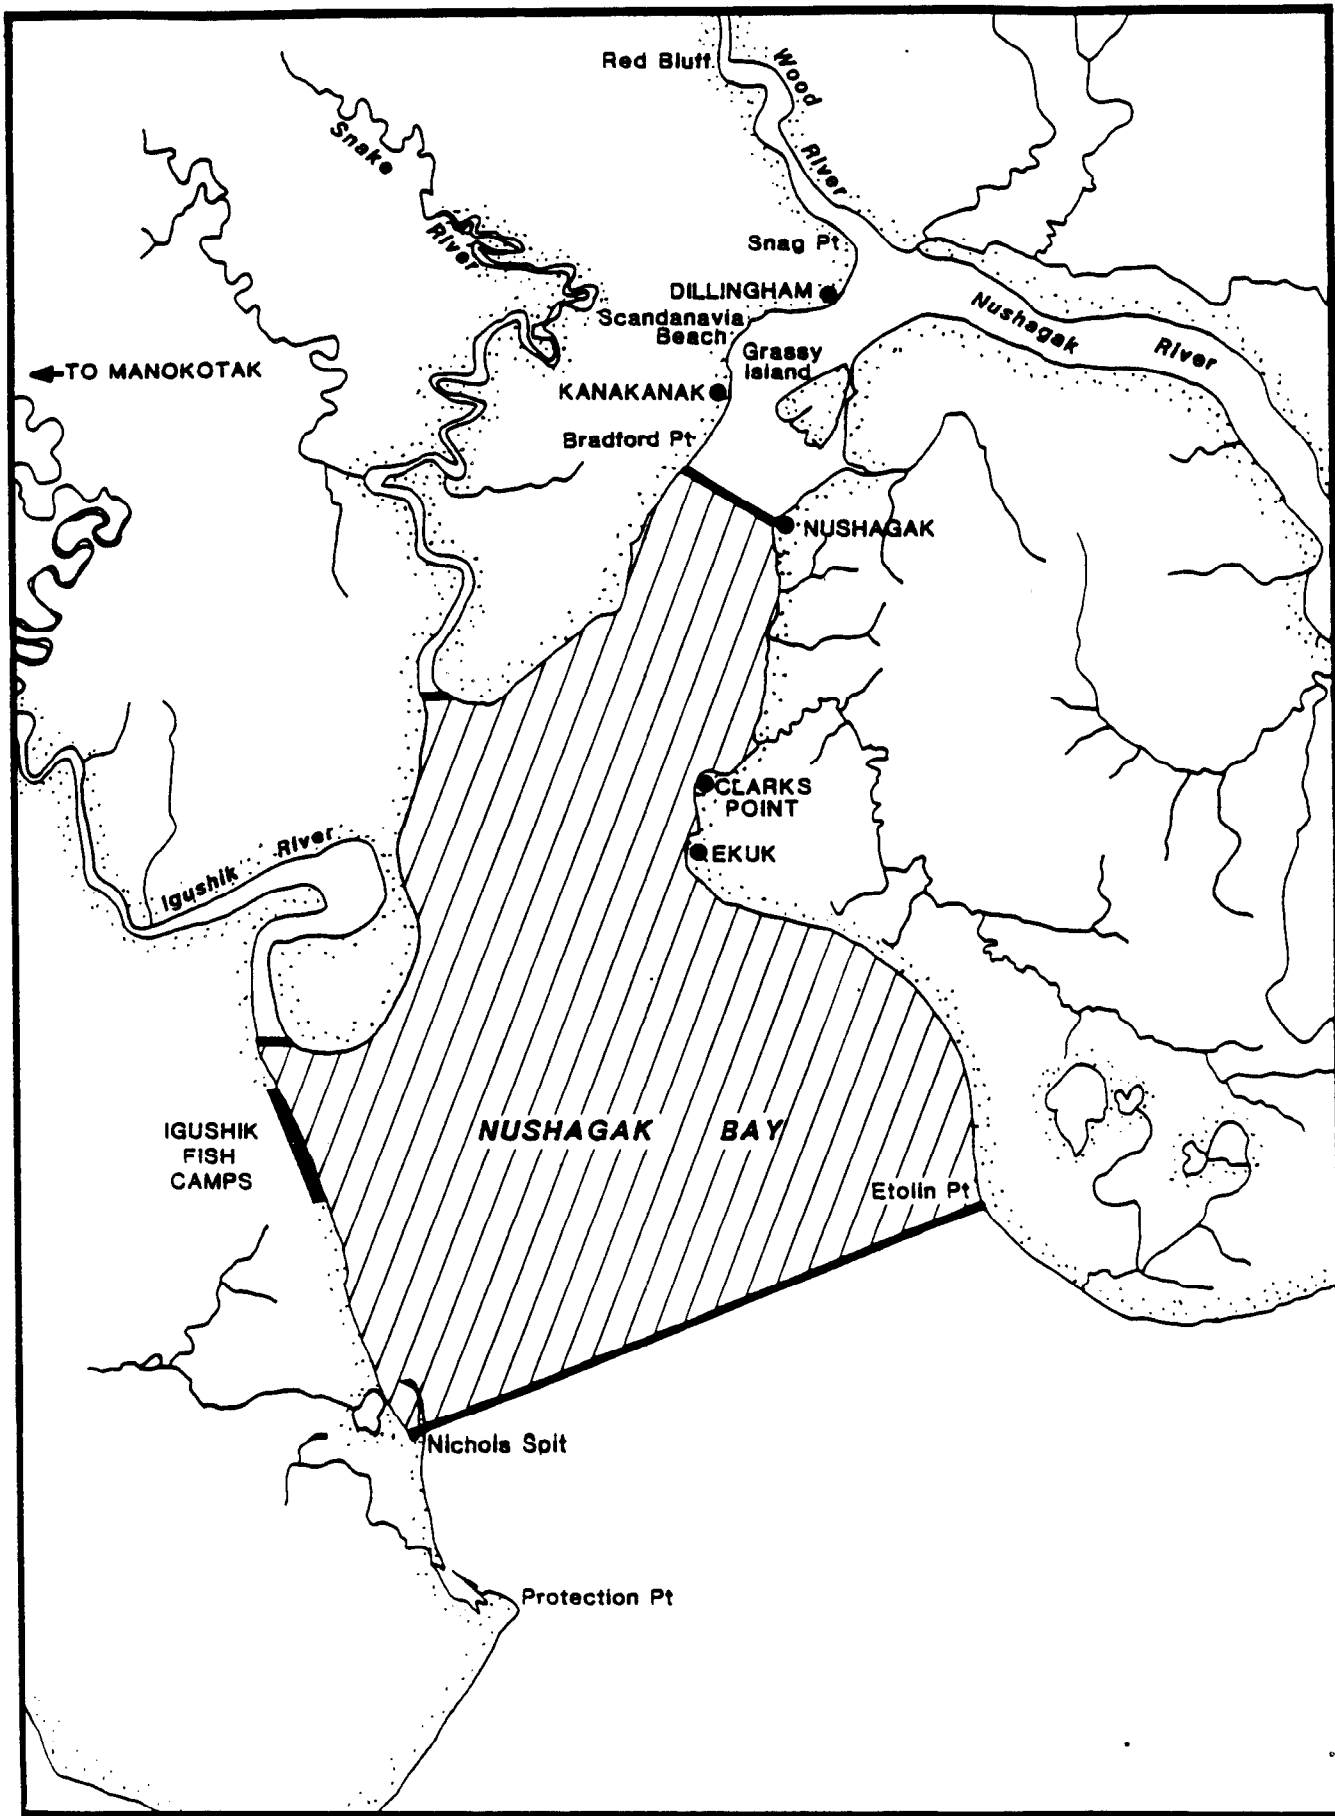 Red Bluff
Wood
River
Snake
River
Snag Pt
DILLINGHAM
Scandanavia
Beach
Nushagak
River
Grassy
Island
TO MANOKOTAK
KANAKANAK
Bradford Pt
NUSHAGAK
CLARKS
POINT
EKUK
Igushik River
IGUSHIK
FISH
CAMPS
NUSHAGAK BAY
Etolin Pt
Nichols Spit
Protection Pt